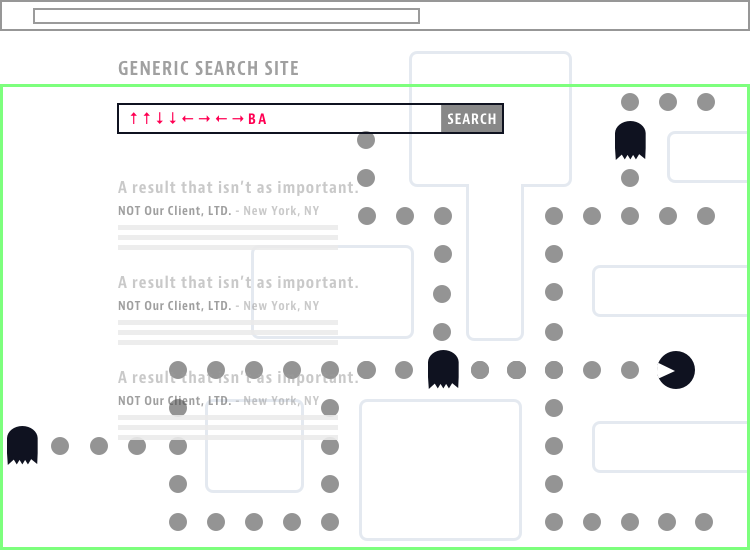 GENERIC SEARCH SITE
↑↑↓↓←→←→BA
SEARCH
A result that isn't as important.
NOT Our Client, LTD. - New York, NY
A result that isn't as important.
NOT Our Client, LTD. - New York, NY
A result that isn't as important.
NOT Our Client, LTD. - New York, NY